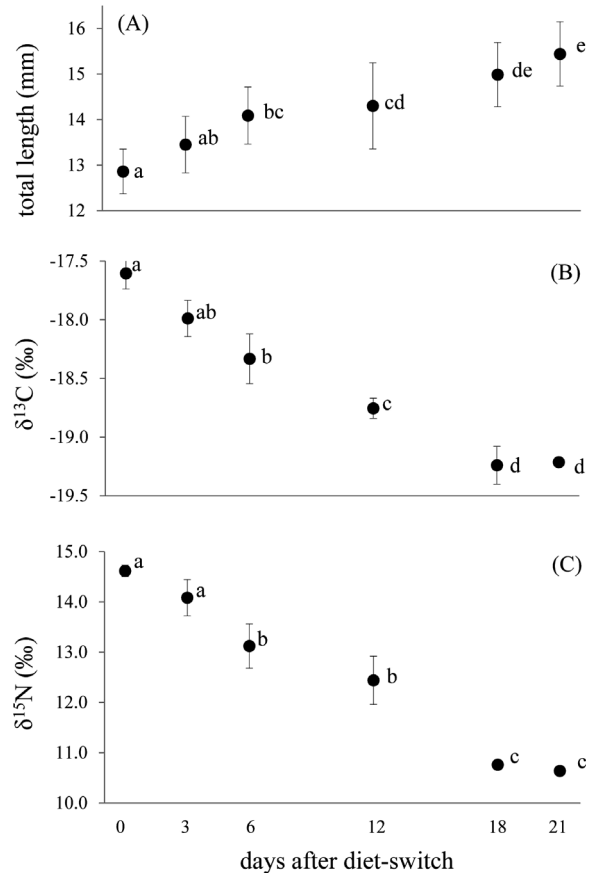 (A)
total length (mm)
16
15
14
13
12
a
ab
bc
cd
de
e
(B)
δ¹³C (‰)
-17.5
-18.0
-18.5
-19.0
-19.5
a
ab
b
c
d
d
(C)
δ¹⁵N (‰)
15.0
14.0
13.0
12.0
11.0
10.0
a
a
b
b
c
c
0 3 6 12 18 21
days after diet-switch